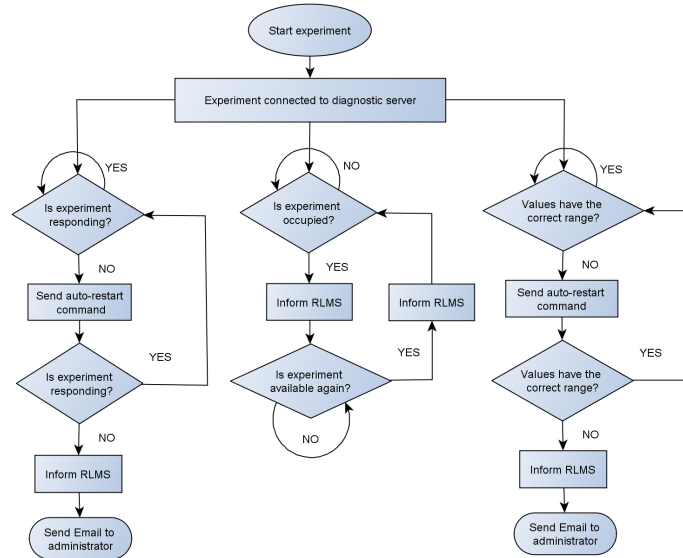 Start experiment
Experiment connected to diagnostic server
YES
Is experiment
responding?
NO
Send auto-restart
command
Is experiment
responding?
YES
NO
Inform RLMS
Send Email to
administrator
NO
Is experiment
occupied?
YES
Inform RLMS
Inform RLMS
Is experiment
available again?
YES
NO
YES
Values have the
correct range?
NO
Send auto-restart
command
Values have the
correct range?
YES
NO
Inform RLMS
Send Email to
administrator